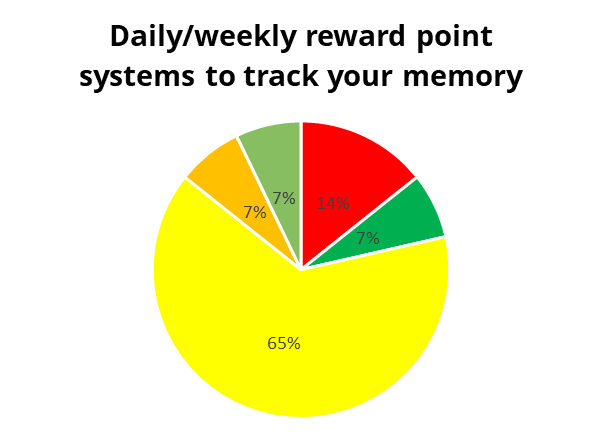 Daily/weekly reward point
systems to track your memory
7%
14%
7%
7%
65%